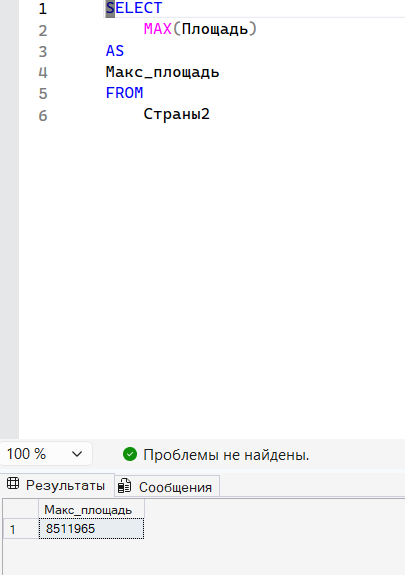 1 SELECT
2 MAX(Площадь)
3 AS
4 Макс_площадь
5 FROM
6 Страны2
100 % Проблемы не найдены.
Результаты Сообщения
Макс_площадь
1 8511965